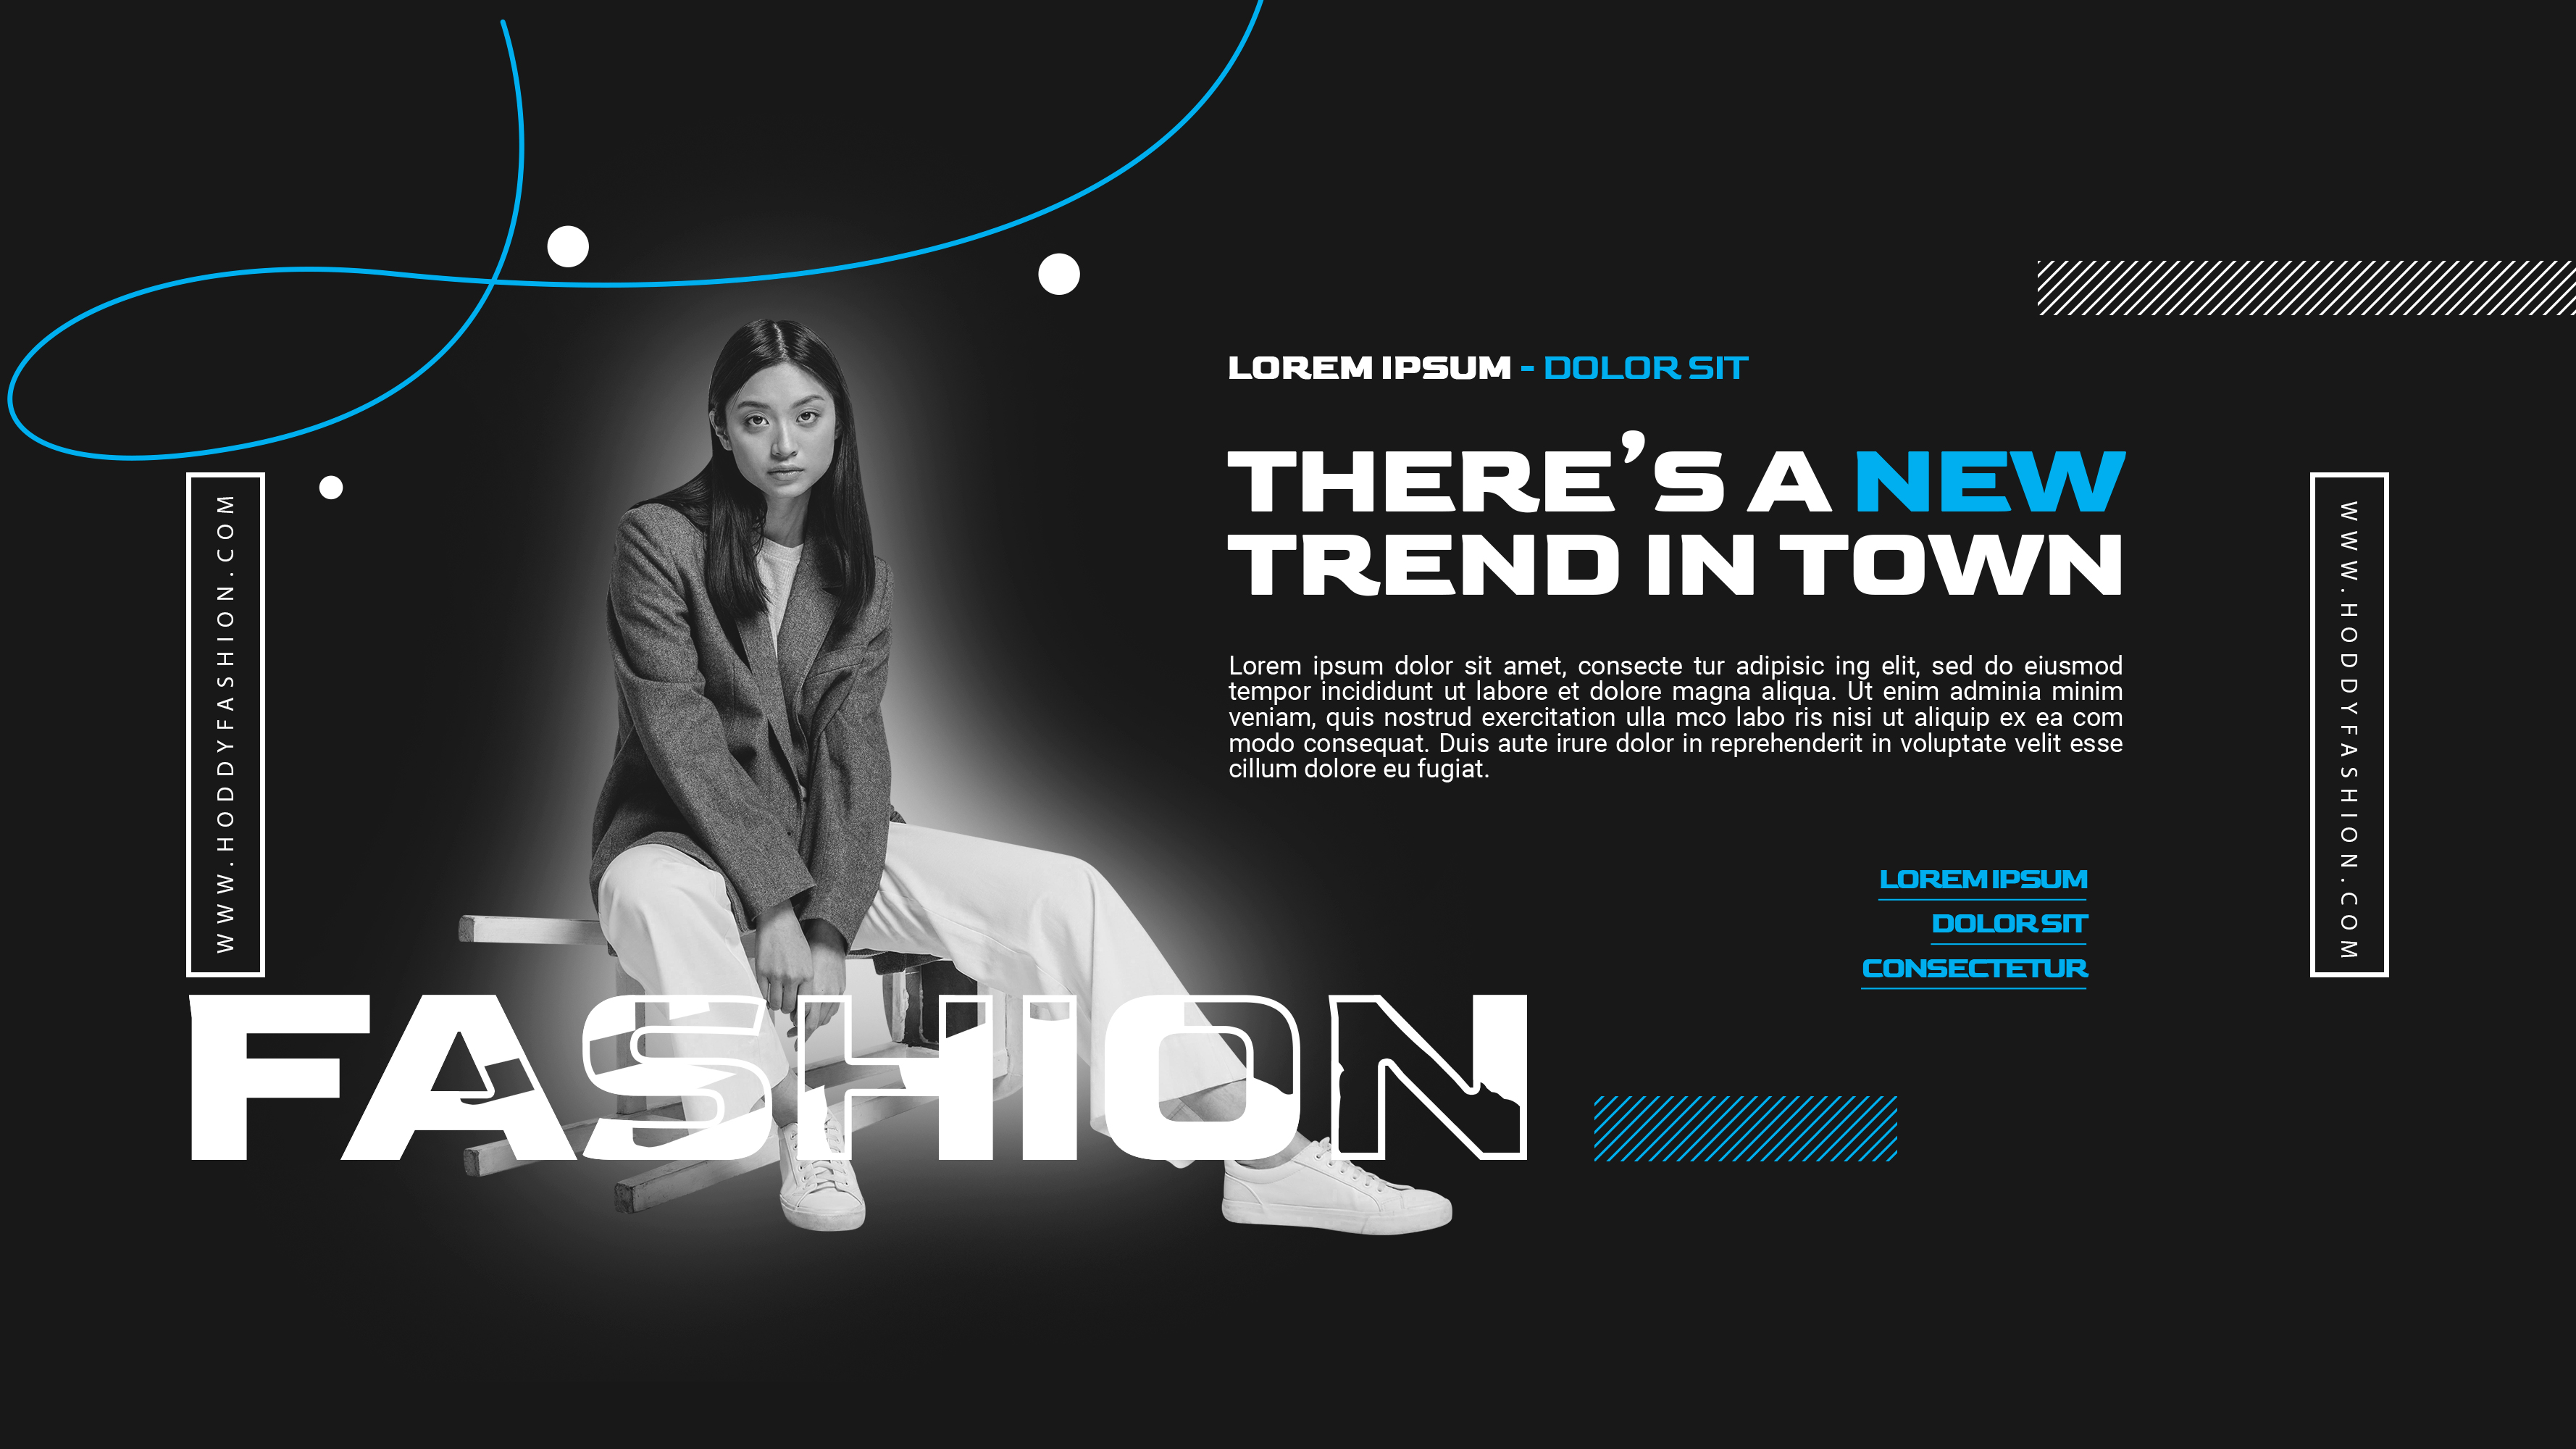 LOREM IPSUM - DOLOR SIT
THERE'S A NEW
TREND IN TOWN
Lorem ipsum dolor sit amet, consecte tur adipisic ing elit, sed do eiusmod
tempor incididunt ut labore et dolore magna aliqua. Ut enim adminia minim
veniam, quis nostrud exercitation ulla mco labo ris nisi ut aliquip ex ea com
modo consequat. Duis aute irure dolor in reprehenderit in voluptate velit esse
cillum dolore eu fugiat.
LOREM IPSUM
DOLOR SIT
CONSECTETUR
WWW.HODDYFASHION.COM
WWW.HODDYFASHION.COM
FASHION